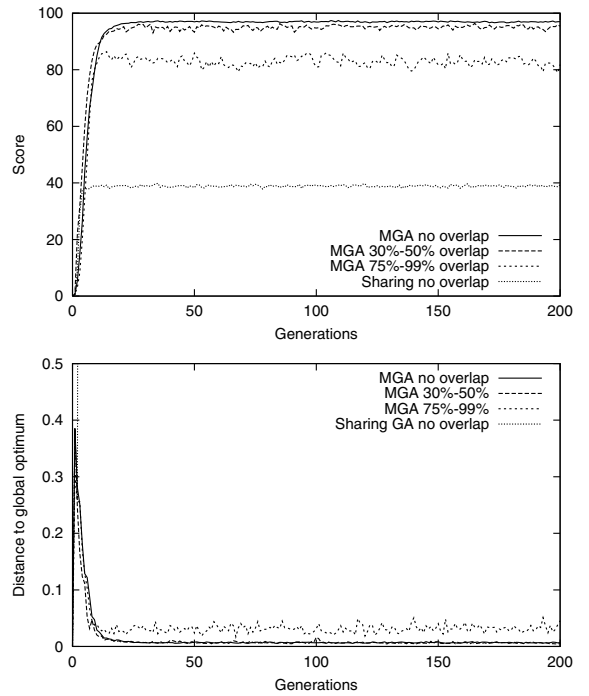 100
80
60
40
20
0
Score
MGA no overlap
MGA 30%-50% overlap
MGA 75%-99% overlap
Sharing no overlap
0 50 100 150 200
Generations
0.5
0.4
0.3
0.2
0.1
0
Distance to global optimum
MGA no overlap
MGA 30%-50%
MGA 75%-99%
Sharing GA no overlap
0 50 100 150 200
Generations